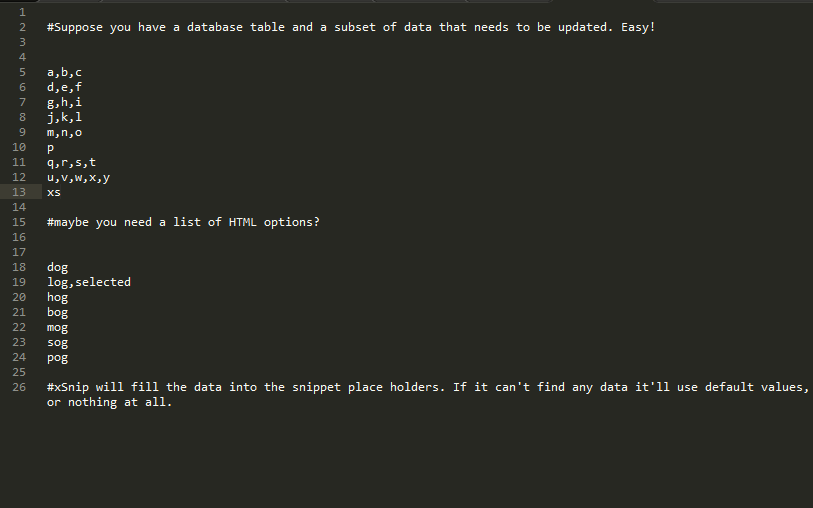 1
2 #Suppose you have a database table and a subset of data that needs to be updated. Easy!
3
4
5 a,b,c
6 d,e,f
7 g,h,i
8 j,k,l
9 m,n,o
10 p
11 q,r,s,t
12 u,v,w,x,y
13 xs
14
15 #maybe you need a list of HTML options?
16
17
18 dog
19 log,selected
20 hog
21 bog
22 mog
23 sog
24 pog
25
26 #xSnip will fill the data into the snippet place holders. If it can't find any data it'll use default values,
or nothing at all.